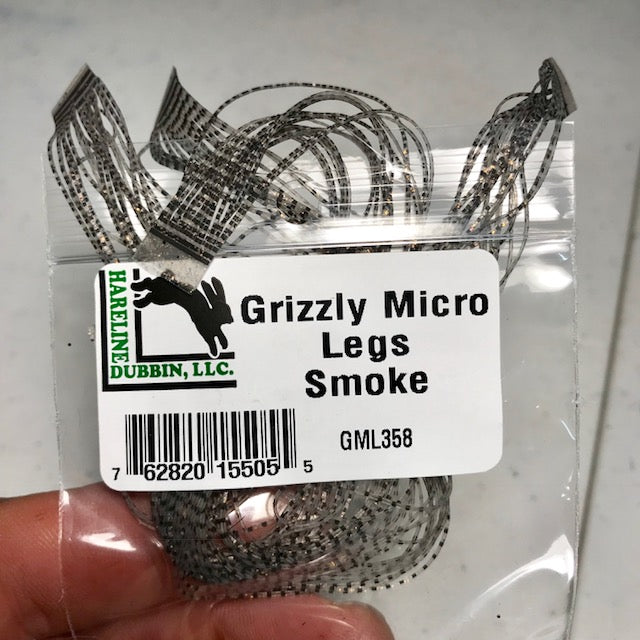 HARELINE
DUBBIN, LLC.
Grizzly Micro
Legs
Smoke
GML358
7 62820 15505 5